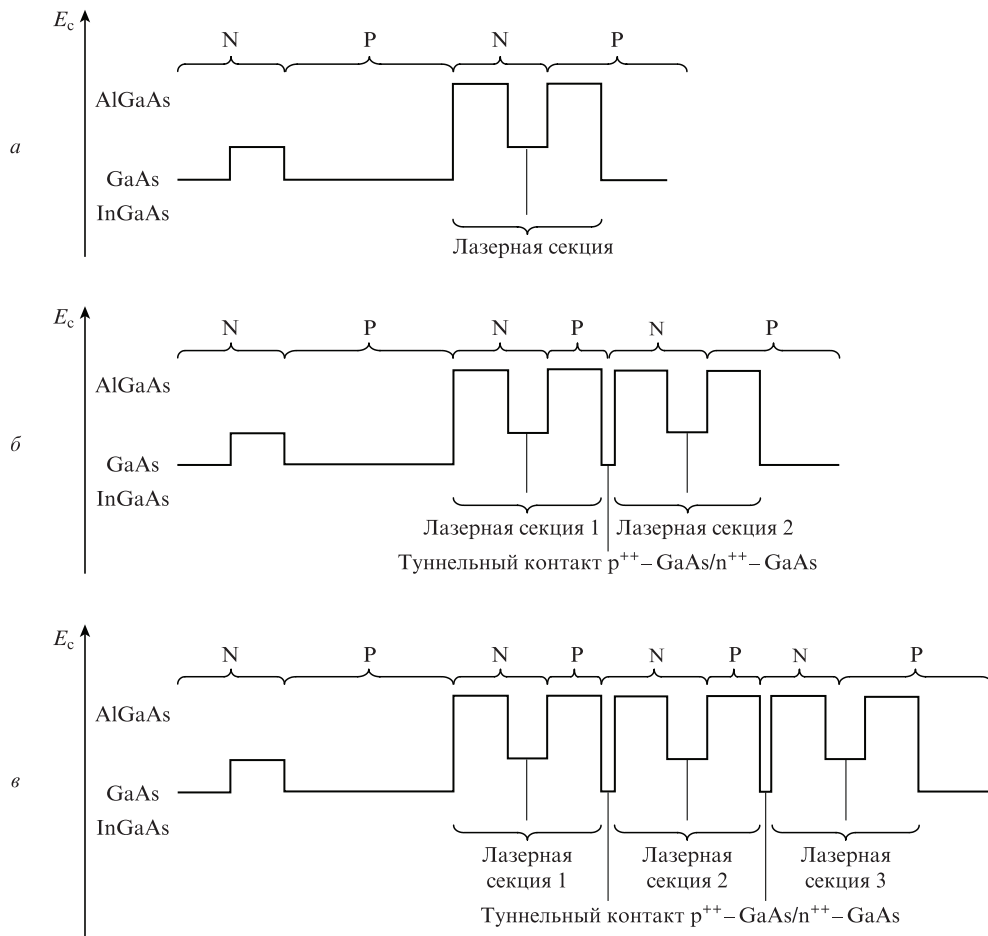 E_c
N P N P
AlGaAs
а
GaAs
InGaAs
Лазерная секция
E_c
N P N P N P
AlGaAs
б
GaAs
InGaAs
Лазерная секция 1 Лазерная секция 2
Туннельный контакт p⁺⁺– GaAs/n⁺⁺– GaAs
E_c
N P N P N P N P
AlGaAs
в
GaAs
InGaAs
Лазерная секция 1
Лазерная секция 2
Лазерная секция 3
Туннельный контакт p⁺⁺– GaAs/n⁺⁺– GaAs